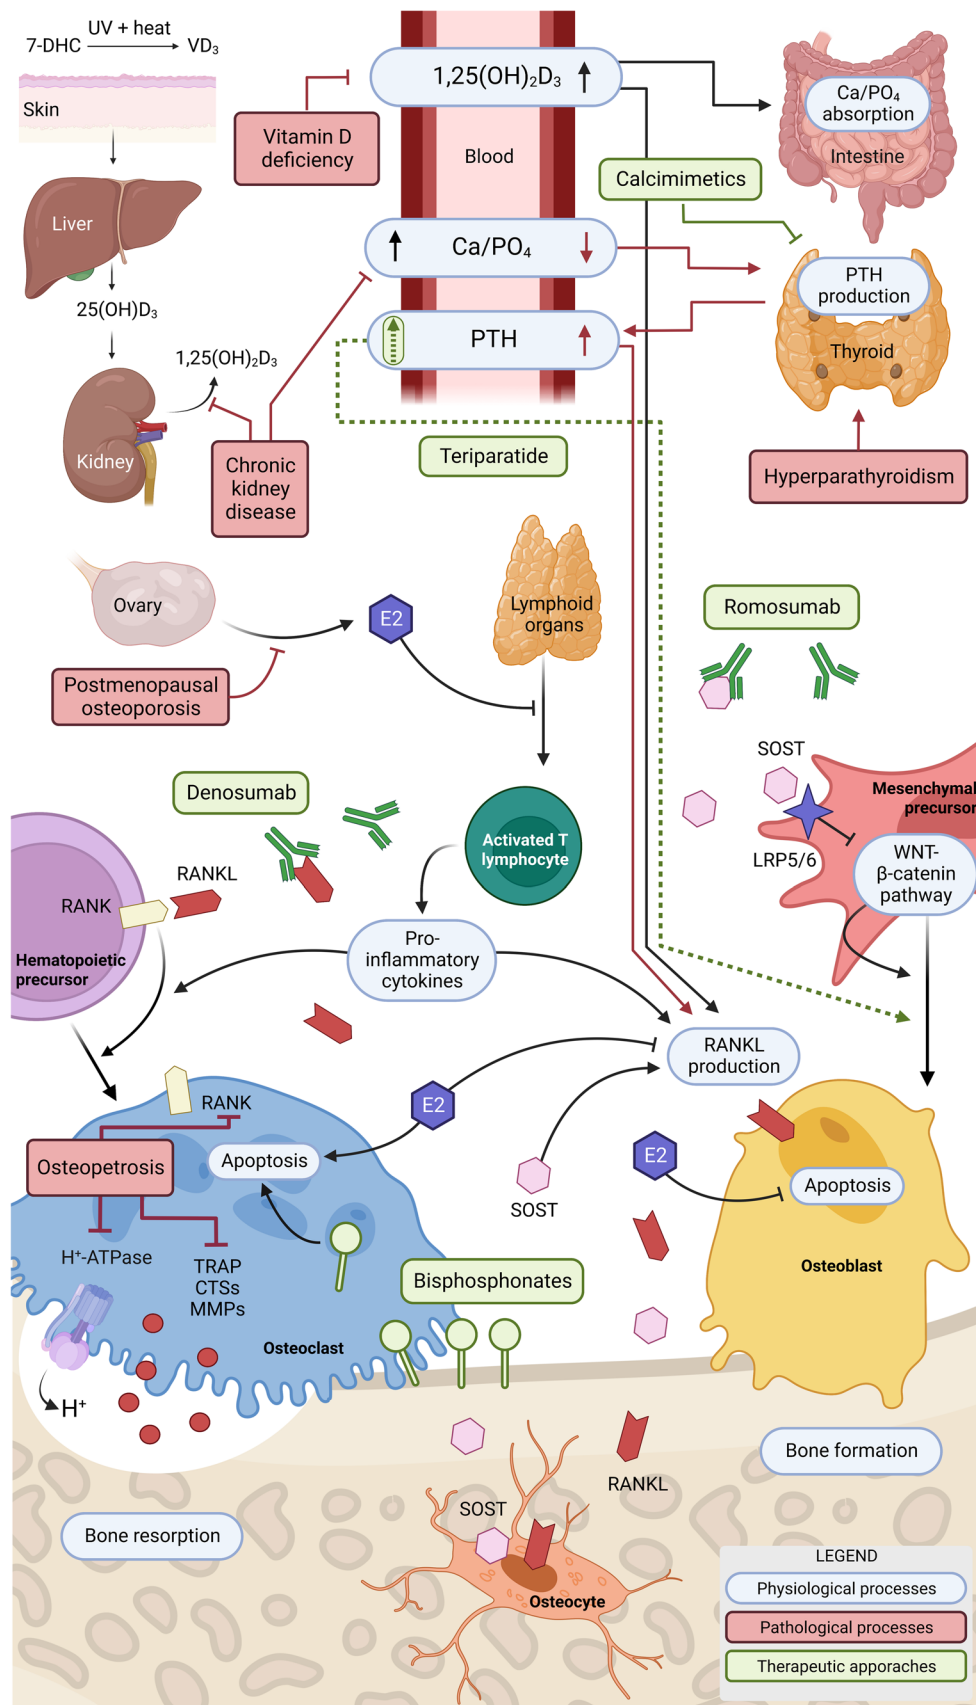 UV + heat
7-DHC
VD₃
Skin
Liver
25(OH)D₃
1,25(OH)₂D₃
Kidney
Vitamin D
deficiency
1,25(OH)₂D₃
Blood
Ca/PO₄
PTH
Calcimimetics
Ca/PO₄
absorption
Intestine
PTH
production
Thyroid
Hyperparathyroidism
Chronic
kidney
disease
Teriparatide
Ovary
E2
Postmenopausal
osteoporosis
Lymphoid
organs
Romosumab
SOST
Mesenchymal
precursor
LRP5/6
WNT-
β-catenin
pathway
Denosumab
Activated T
lymphocyte
RANKL
RANK
Hematopoietic
precursor
Pro-
inflammatory
cytokines
RANKL
production
E2
RANK
Osteopetrosis
Apoptosis
SOST
E2
Apoptosis
Osteoblast
H⁺-ATPase
TRAP
CTSs
MMPs
Bisphosphonates
Osteoclast
H⁺
Bone formation
RANKL
SOST
Bone resorption
Osteocyte
LEGEND
Physiological processes
Pathological processes
Therapeutic apporaches